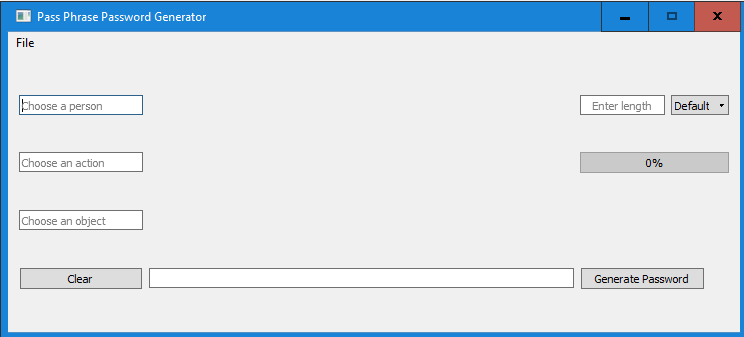 Pass Phrase Password Generator
File
Choose a person
Enter length
Default
Choose an action
0%
Choose an object
Clear
Generate Password